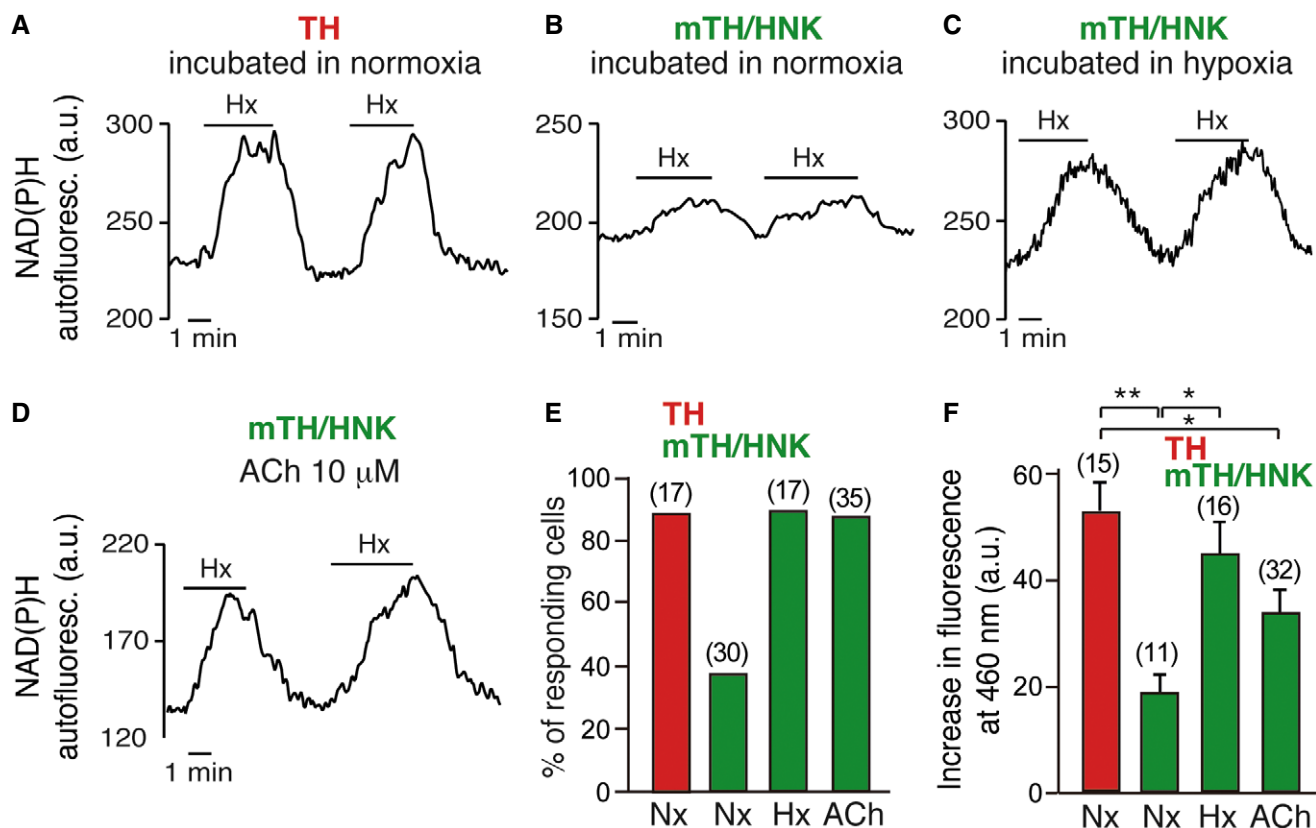 A
TH
incubated in normoxia
NAD(P)H
autofluoresc. (a.u.)
300
250
200
Hx
Hx
1 min
B
mTH/HNK
incubated in normoxia
250
200
150
Hx
Hx
1 min
C
mTH/HNK
incubated in hypoxia
300
250
200
Hx
Hx
1 min
D
mTH/HNK
ACh 10 μM
NAD(P)H
autofluoresc. (a.u.)
220
170
120
Hx
Hx
1 min
E
TH
mTH/HNK
% of responding cells
100
80
60
40
20
0
(17)
(30)
(17)
(35)
Nx Nx Hx ACh
F
** *
*
TH
mTH/HNK
Increase in fluorescence
at 460 nm (a.u.)
60
40
20
0
(15)
(11)
(16)
(32)
Nx Nx Hx ACh